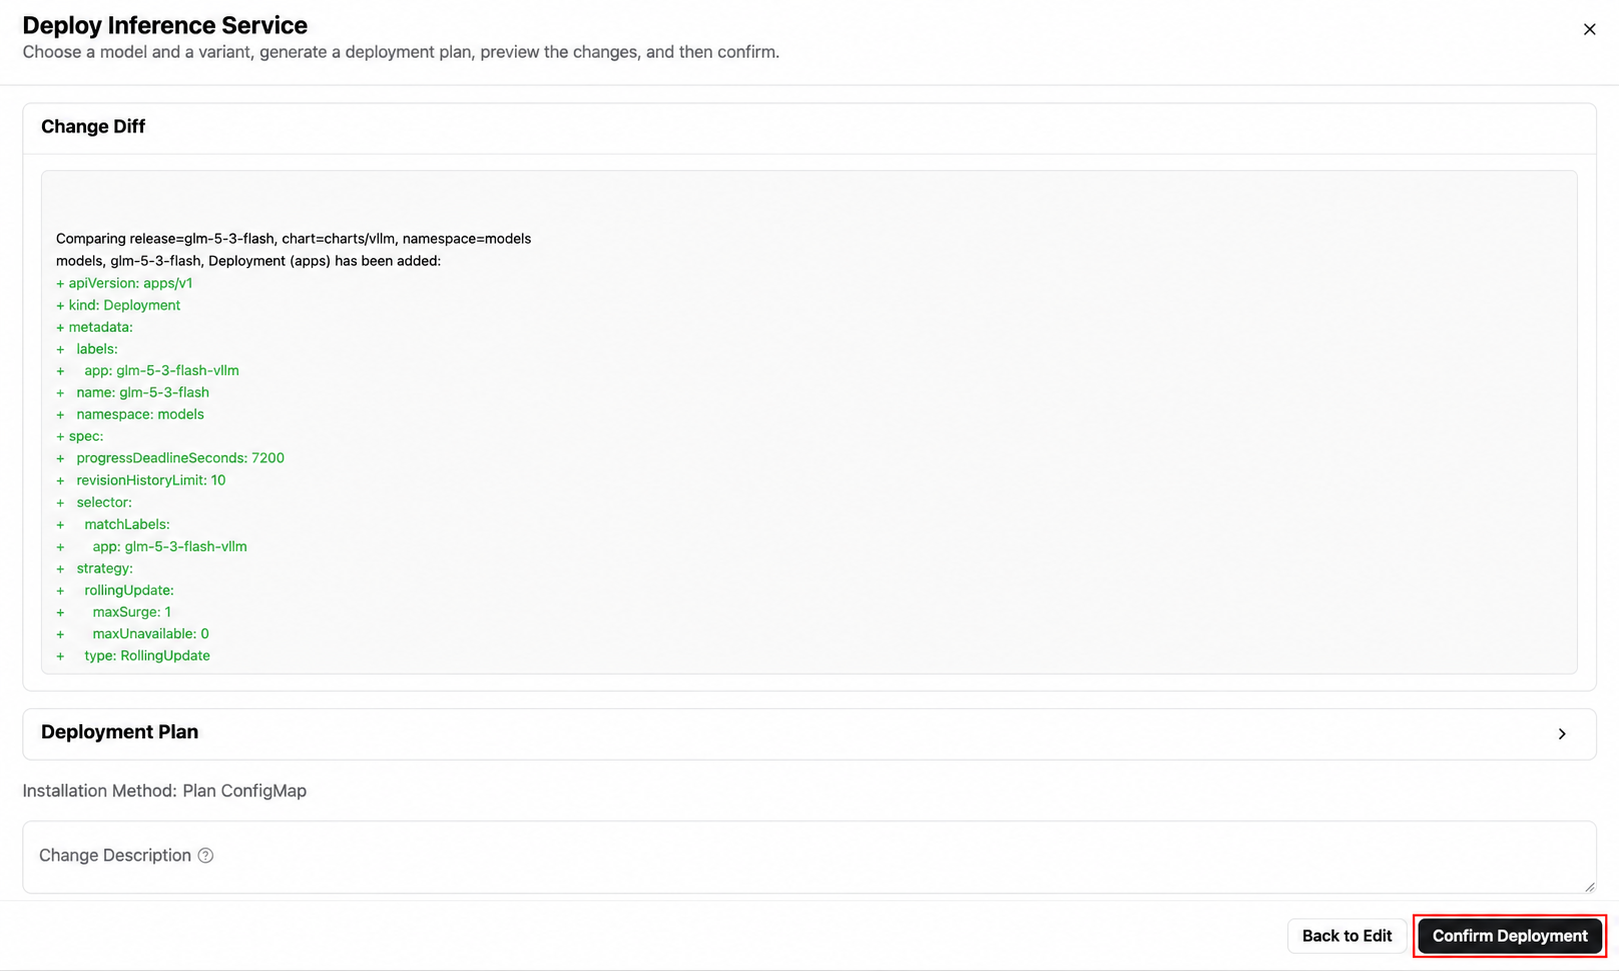 Deploy Inference Service
Choose a model and a variant, generate a deployment plan, preview the changes, and then confirm.
Change Diff
Comparing release=glm-5-3-flash, chart=charts/vllm, namespace=models
models, glm-5-3-flash, Deployment (apps) has been added:
+ apiVersion: apps/v1
+ kind: Deployment
+ metadata:
+   labels:
+     app: glm-5-3-flash-vllm
+   name: glm-5-3-flash
+   namespace: models
+ spec:
+   progressDeadlineSeconds: 7200
+   revisionHistoryLimit: 10
+   selector:
+     matchLabels:
+       app: glm-5-3-flash-vllm
+   strategy:
+     rollingUpdate:
+       maxSurge: 1
+       maxUnavailable: 0
+     type: RollingUpdate
Deployment Plan
Installation Method: Plan ConfigMap
Change Description
Back to Edit
Confirm Deployment